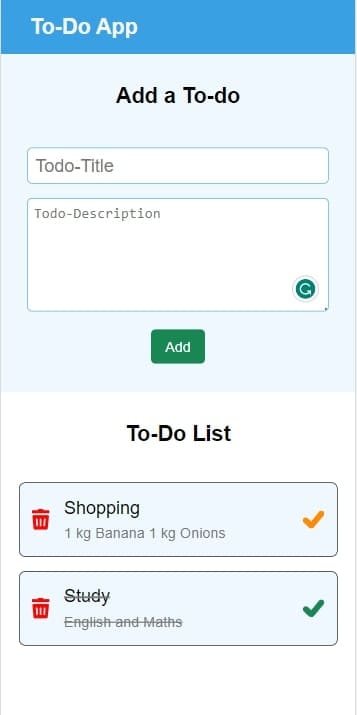 To-Do App
Add a To-do
Todo-Title
Todo-Description
Add
To-Do List
Shopping
1 kg Banana 1 kg Onions
Study
English and Maths